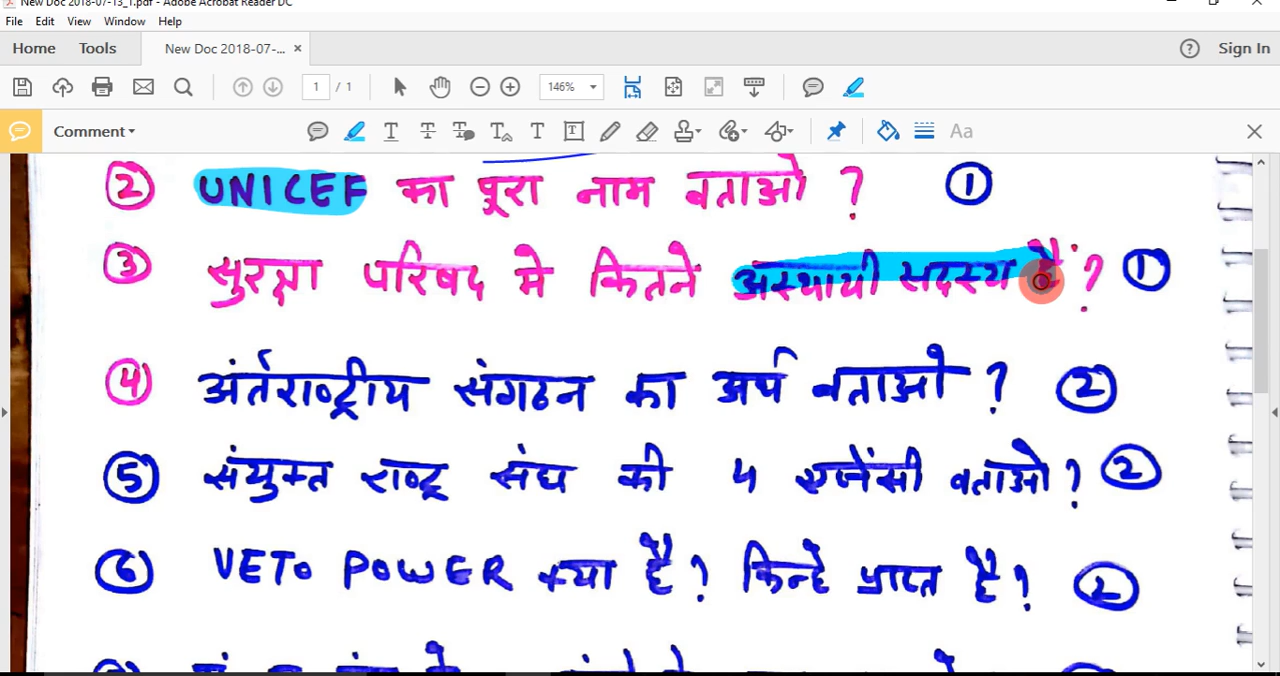 New Doc 2018-07-13_1.pdf - Adobe Acrobat Reader DC
File Edit View Window Help
Home Tools New Doc 2018-07-... × Sign In
1 / 1 146%
Comment
② UNICEF का पूरा नाम बताओ ? ①
③ सुरक्षा परिषद मे कितने अस्थायी सदस्य हैं ? ①
④ अंर्तराष्ट्रीय संगठन का अर्थ बताओ ? ②
⑤ संयुक्त राष्ट्र संघ की 4 एजेंसी बताओ ? ②
⑥ VETO POWER क्या है ? किन्हे प्राप्त है ? ②